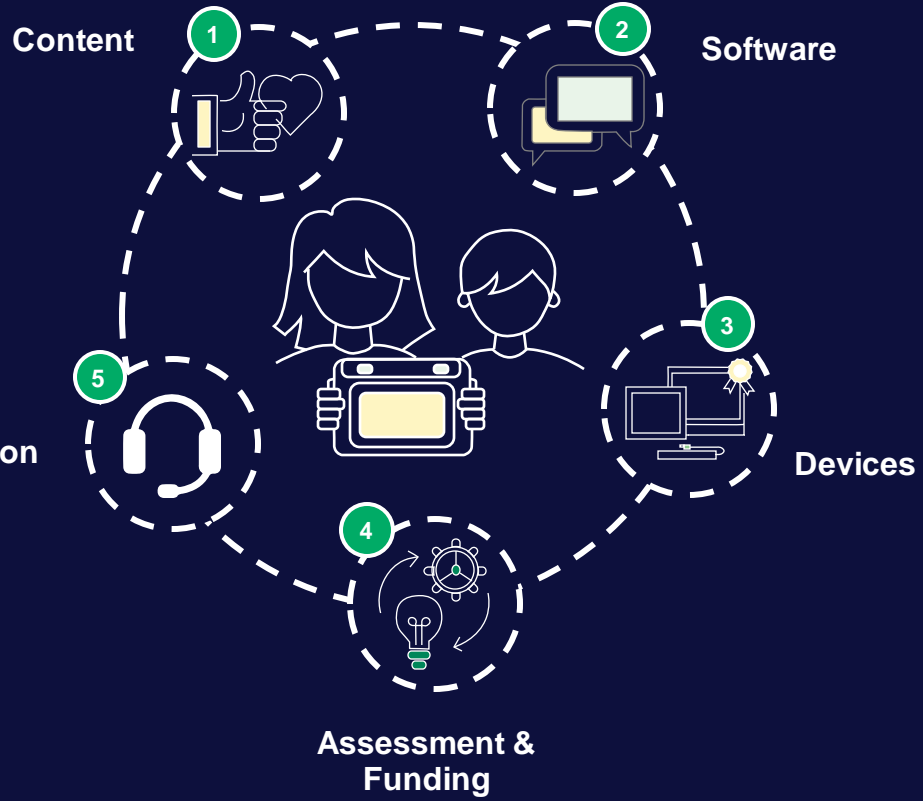 Content
1
2
Software
3
5
on
Devices
4
Assessment &
Funding